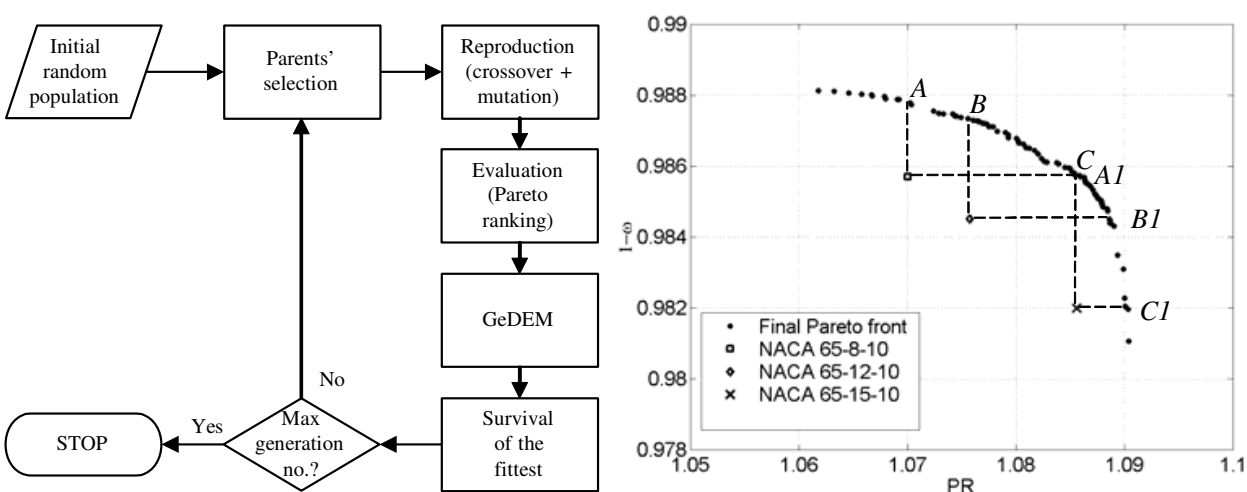 Initial
random
population
Parents'
selection
Reproduction
(crossover +
mutation)
Evaluation
(Pareto
ranking)
GeDEM
Survival
of the
fittest
Max
generation
no.?
No
Yes
STOP
0.99
0.988
0.986
0.984
0.982
0.98
0.978
1-ω
A
B
C
A1
B1
C1
Final Pareto front
NACA 65-8-10
NACA 65-12-10
NACA 65-15-10
1.05 1.06 1.07 1.08 1.09 1.1
PR